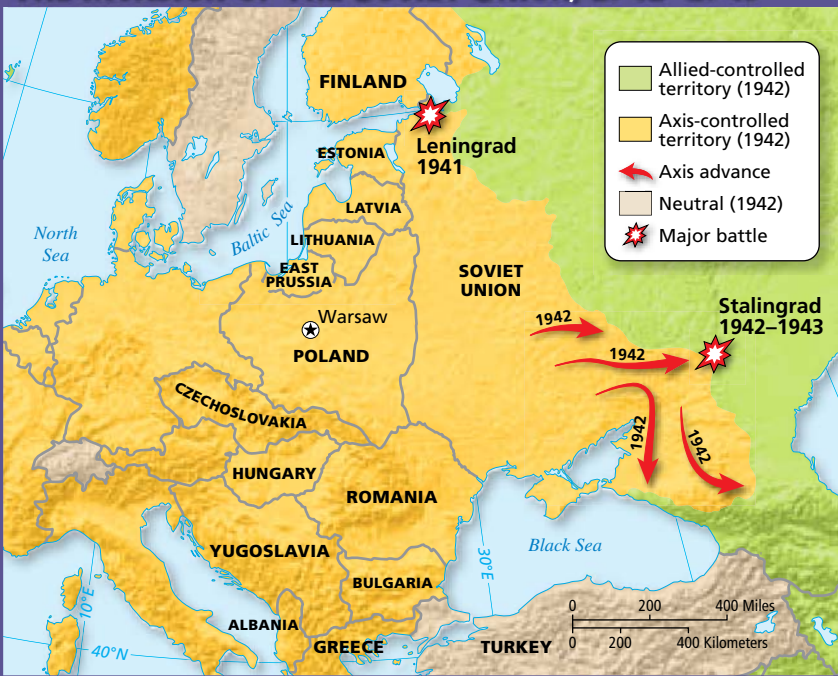 FINLAND
Leningrad
1941
ESTONIA
LATVIA
LITHUANIA
EAST
PRUSSIA
North
Sea
Baltic Sea
SOVIET
UNION
Warsaw
POLAND
Stalingrad
1942–1943
1942
1942
1942
1942
CZECHOSLOVAKIA
HUNGARY
ROMANIA
YUGOSLAVIA
BULGARIA
ALBANIA
GREECE
TURKEY
Black Sea
10°E
40°N
30°E
Allied-controlled
territory (1942)
Axis-controlled
territory (1942)
Axis advance
Neutral (1942)
Major battle
0 200 400 Miles
0 200 400 Kilometers